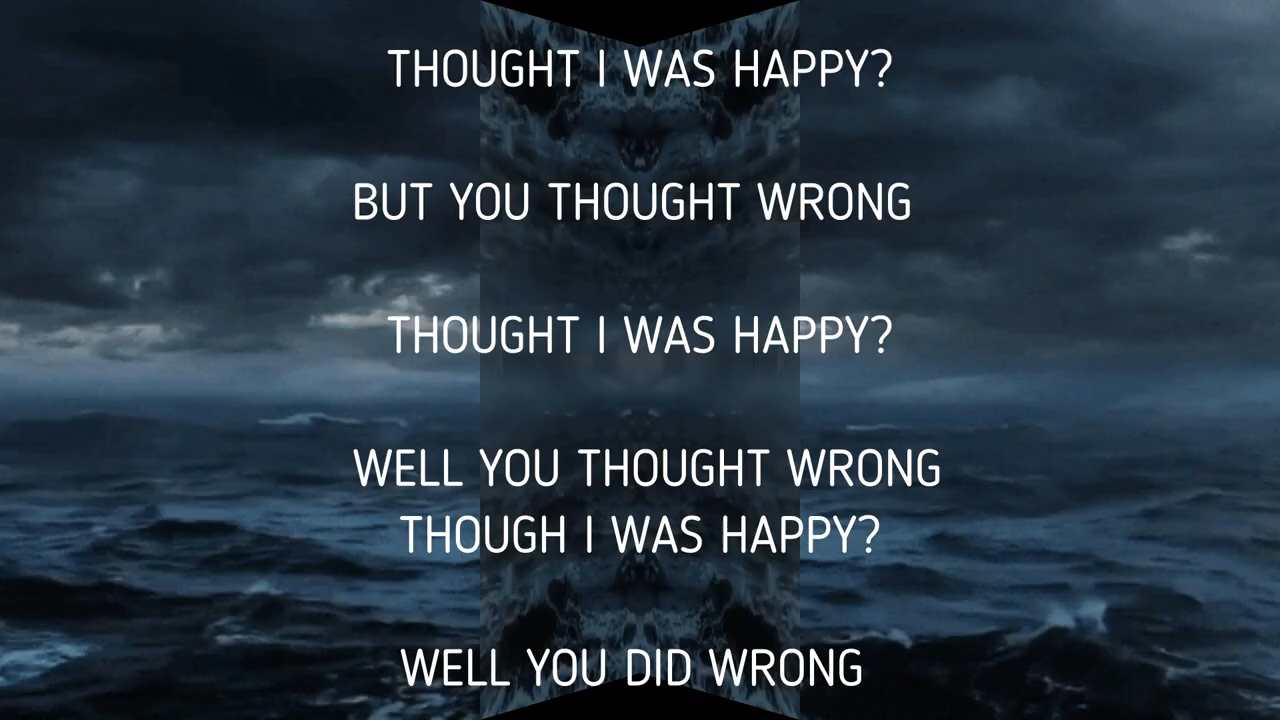 THOUGHT I WAS HAPPY?
BUT YOU THOUGHT WRONG
THOUGHT I WAS HAPPY?
WELL YOU THOUGHT WRONG
THOUGH I WAS HAPPY?
WELL YOU DID WRONG